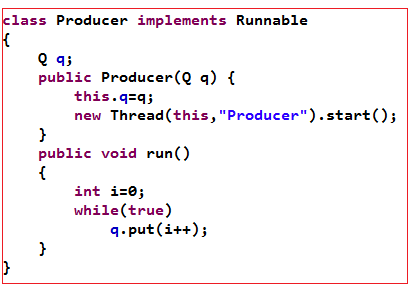 class Producer implements Runnable
{
    Q q;
    public Producer(Q q) {
        this.q=q;
        new Thread(this,"Producer").start();
    }
    public void run()
    {
        int i=0;
        while(true)
            q.put(i++);
    }
}